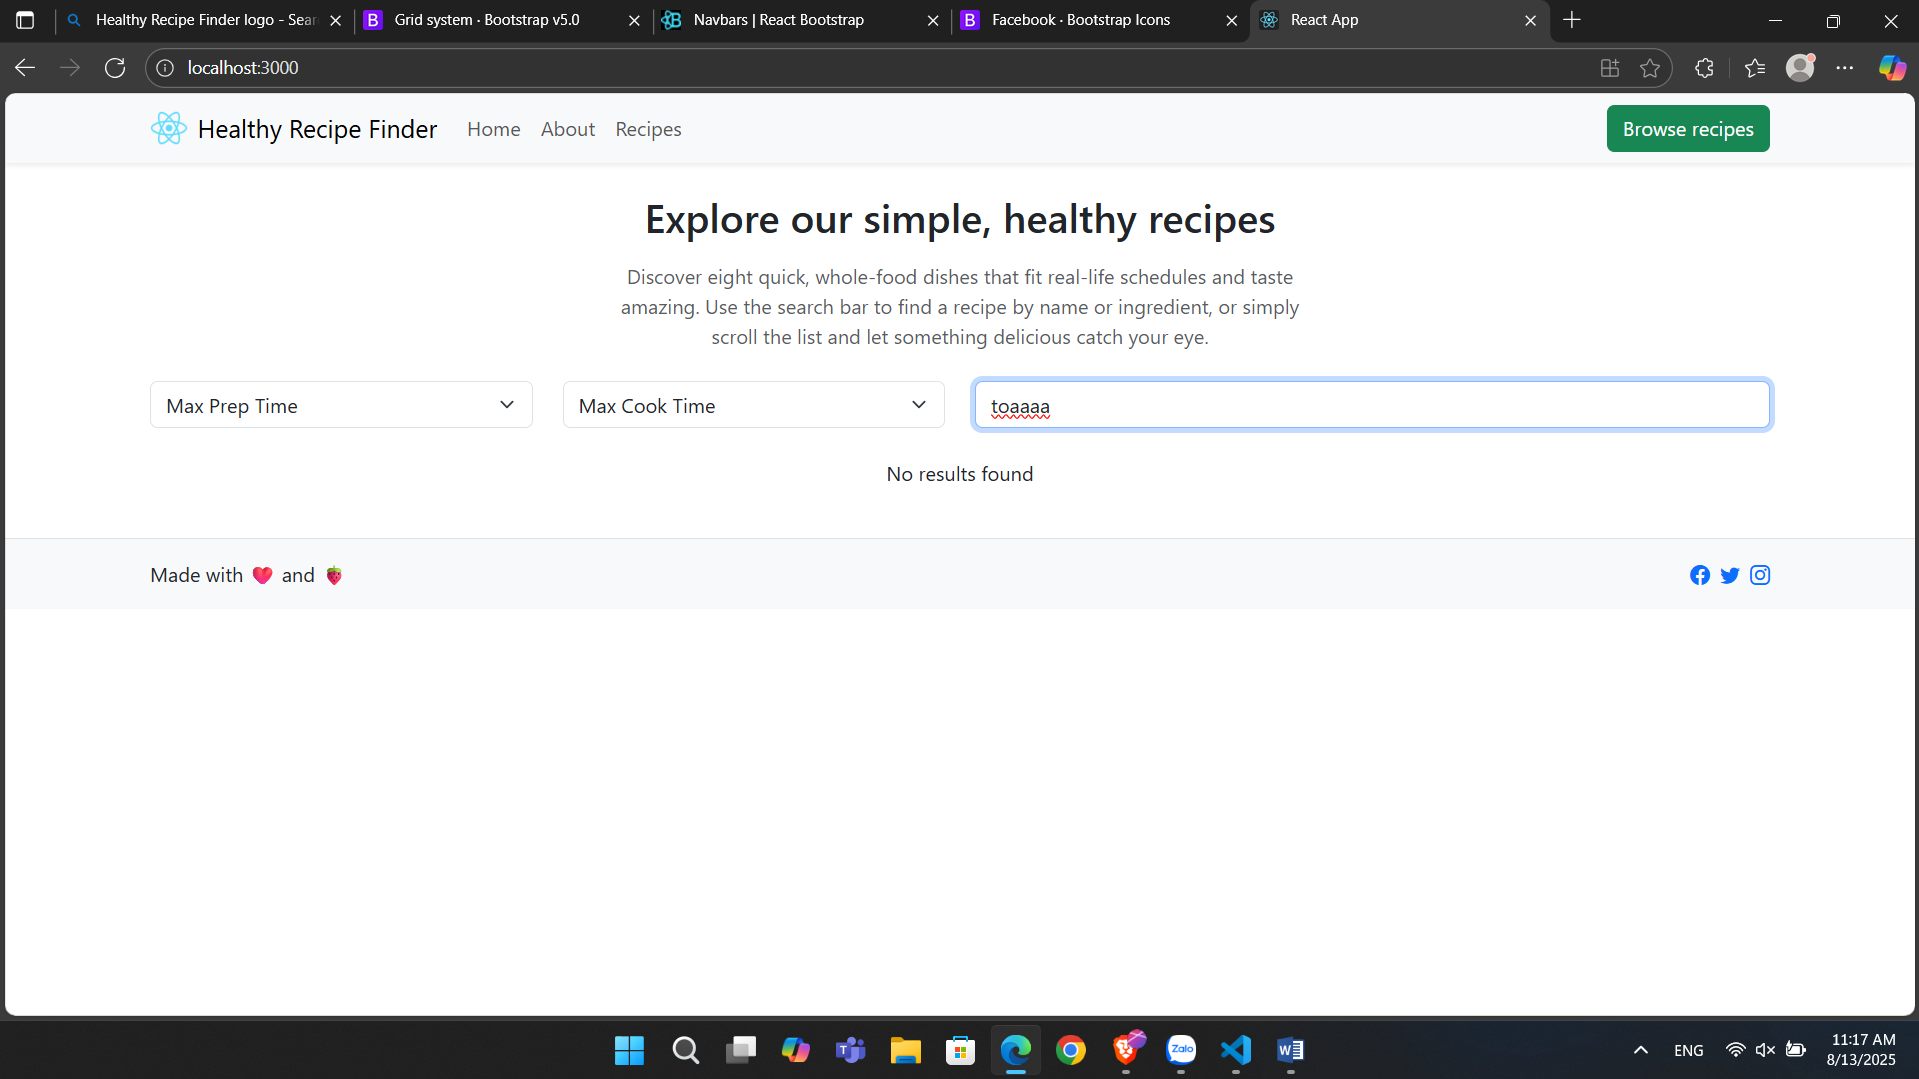 Healthy Recipe Finder logo - Sear
Grid system · Bootstrap v5.0
Navbars | React Bootstrap
Facebook · Bootstrap Icons
React App
localhost:3000
Healthy Recipe Finder
Home
About
Recipes
Browse recipes
Explore our simple, healthy recipes
Discover eight quick, whole-food dishes that fit real-life schedules and taste
amazing. Use the search bar to find a recipe by name or ingredient, or simply
scroll the list and let something delicious catch your eye.
Max Prep Time
Max Cook Time
toaaaa
No results found
Made with ❤️ and 🍓
Zalo
ENG
11:17 AM
8/13/2025